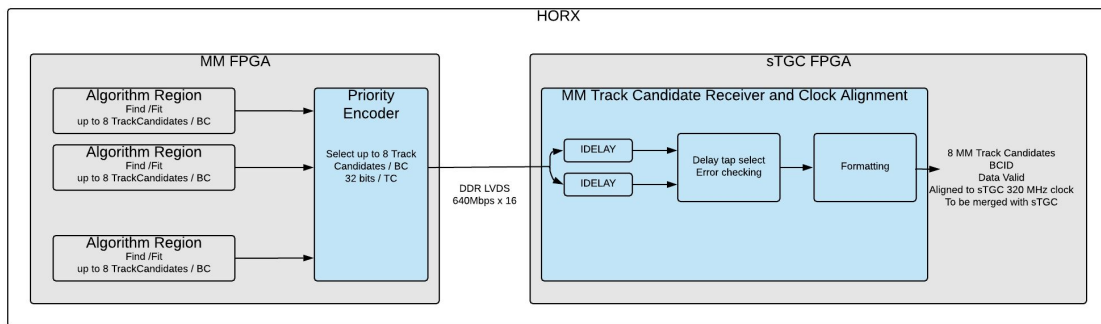 HORX
MM FPGA
Algorithm Region
Find /Fit
up to 8 TrackCandidates / BC
Algorithm Region
Find /Fit
up to 8 TrackCandidates / BC
Algorithm Region
Find /Fit
up to 8 TrackCandidates / BC
Priority
Encoder
Select up to 8 Track
Candidates / BC
32 bits / TC
DDR LVDS
640Mbps x 16
sTGC FPGA
MM Track Candidate Receiver and Clock Alignment
IDELAY
IDELAY
Delay tap select
Error checking
Formatting
8 MM Track Candidates
BCID
Data Valid
Aligned to sTGC 320 MHz clock
To be merged with sTGC